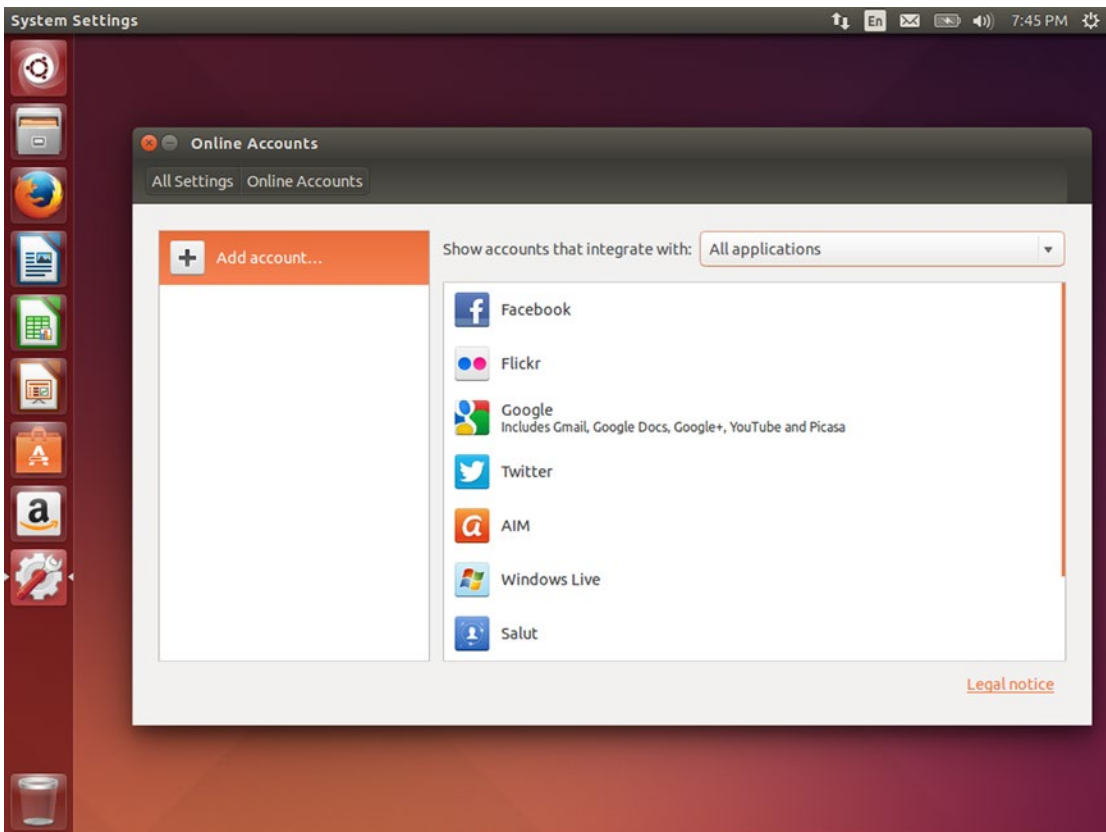 System Settings
En
7:45 PM
Online Accounts
All Settings Online Accounts
Add account...
Show accounts that integrate with: All applications
Facebook
Flickr
Google
Includes Gmail, Google Docs, Google+, YouTube and Picasa
Twitter
AIM
Windows Live
Salut
Legal notice